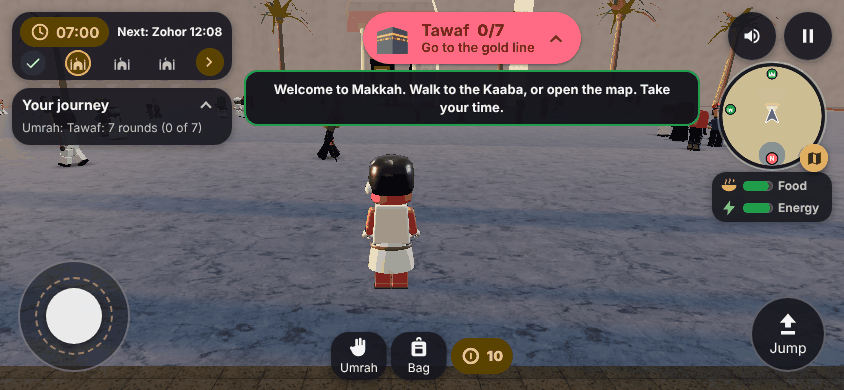 07:00
Next: Zohor 12:08
Your journey
Umrah: Tawaf: 7 rounds (0 of 7)
Tawaf 0/7
Go to the gold line
Welcome to Makkah. Walk to the Kaaba, or open the map. Take
your time.
N
N
N
Food
Energy
Umrah
Bag
10
Jump